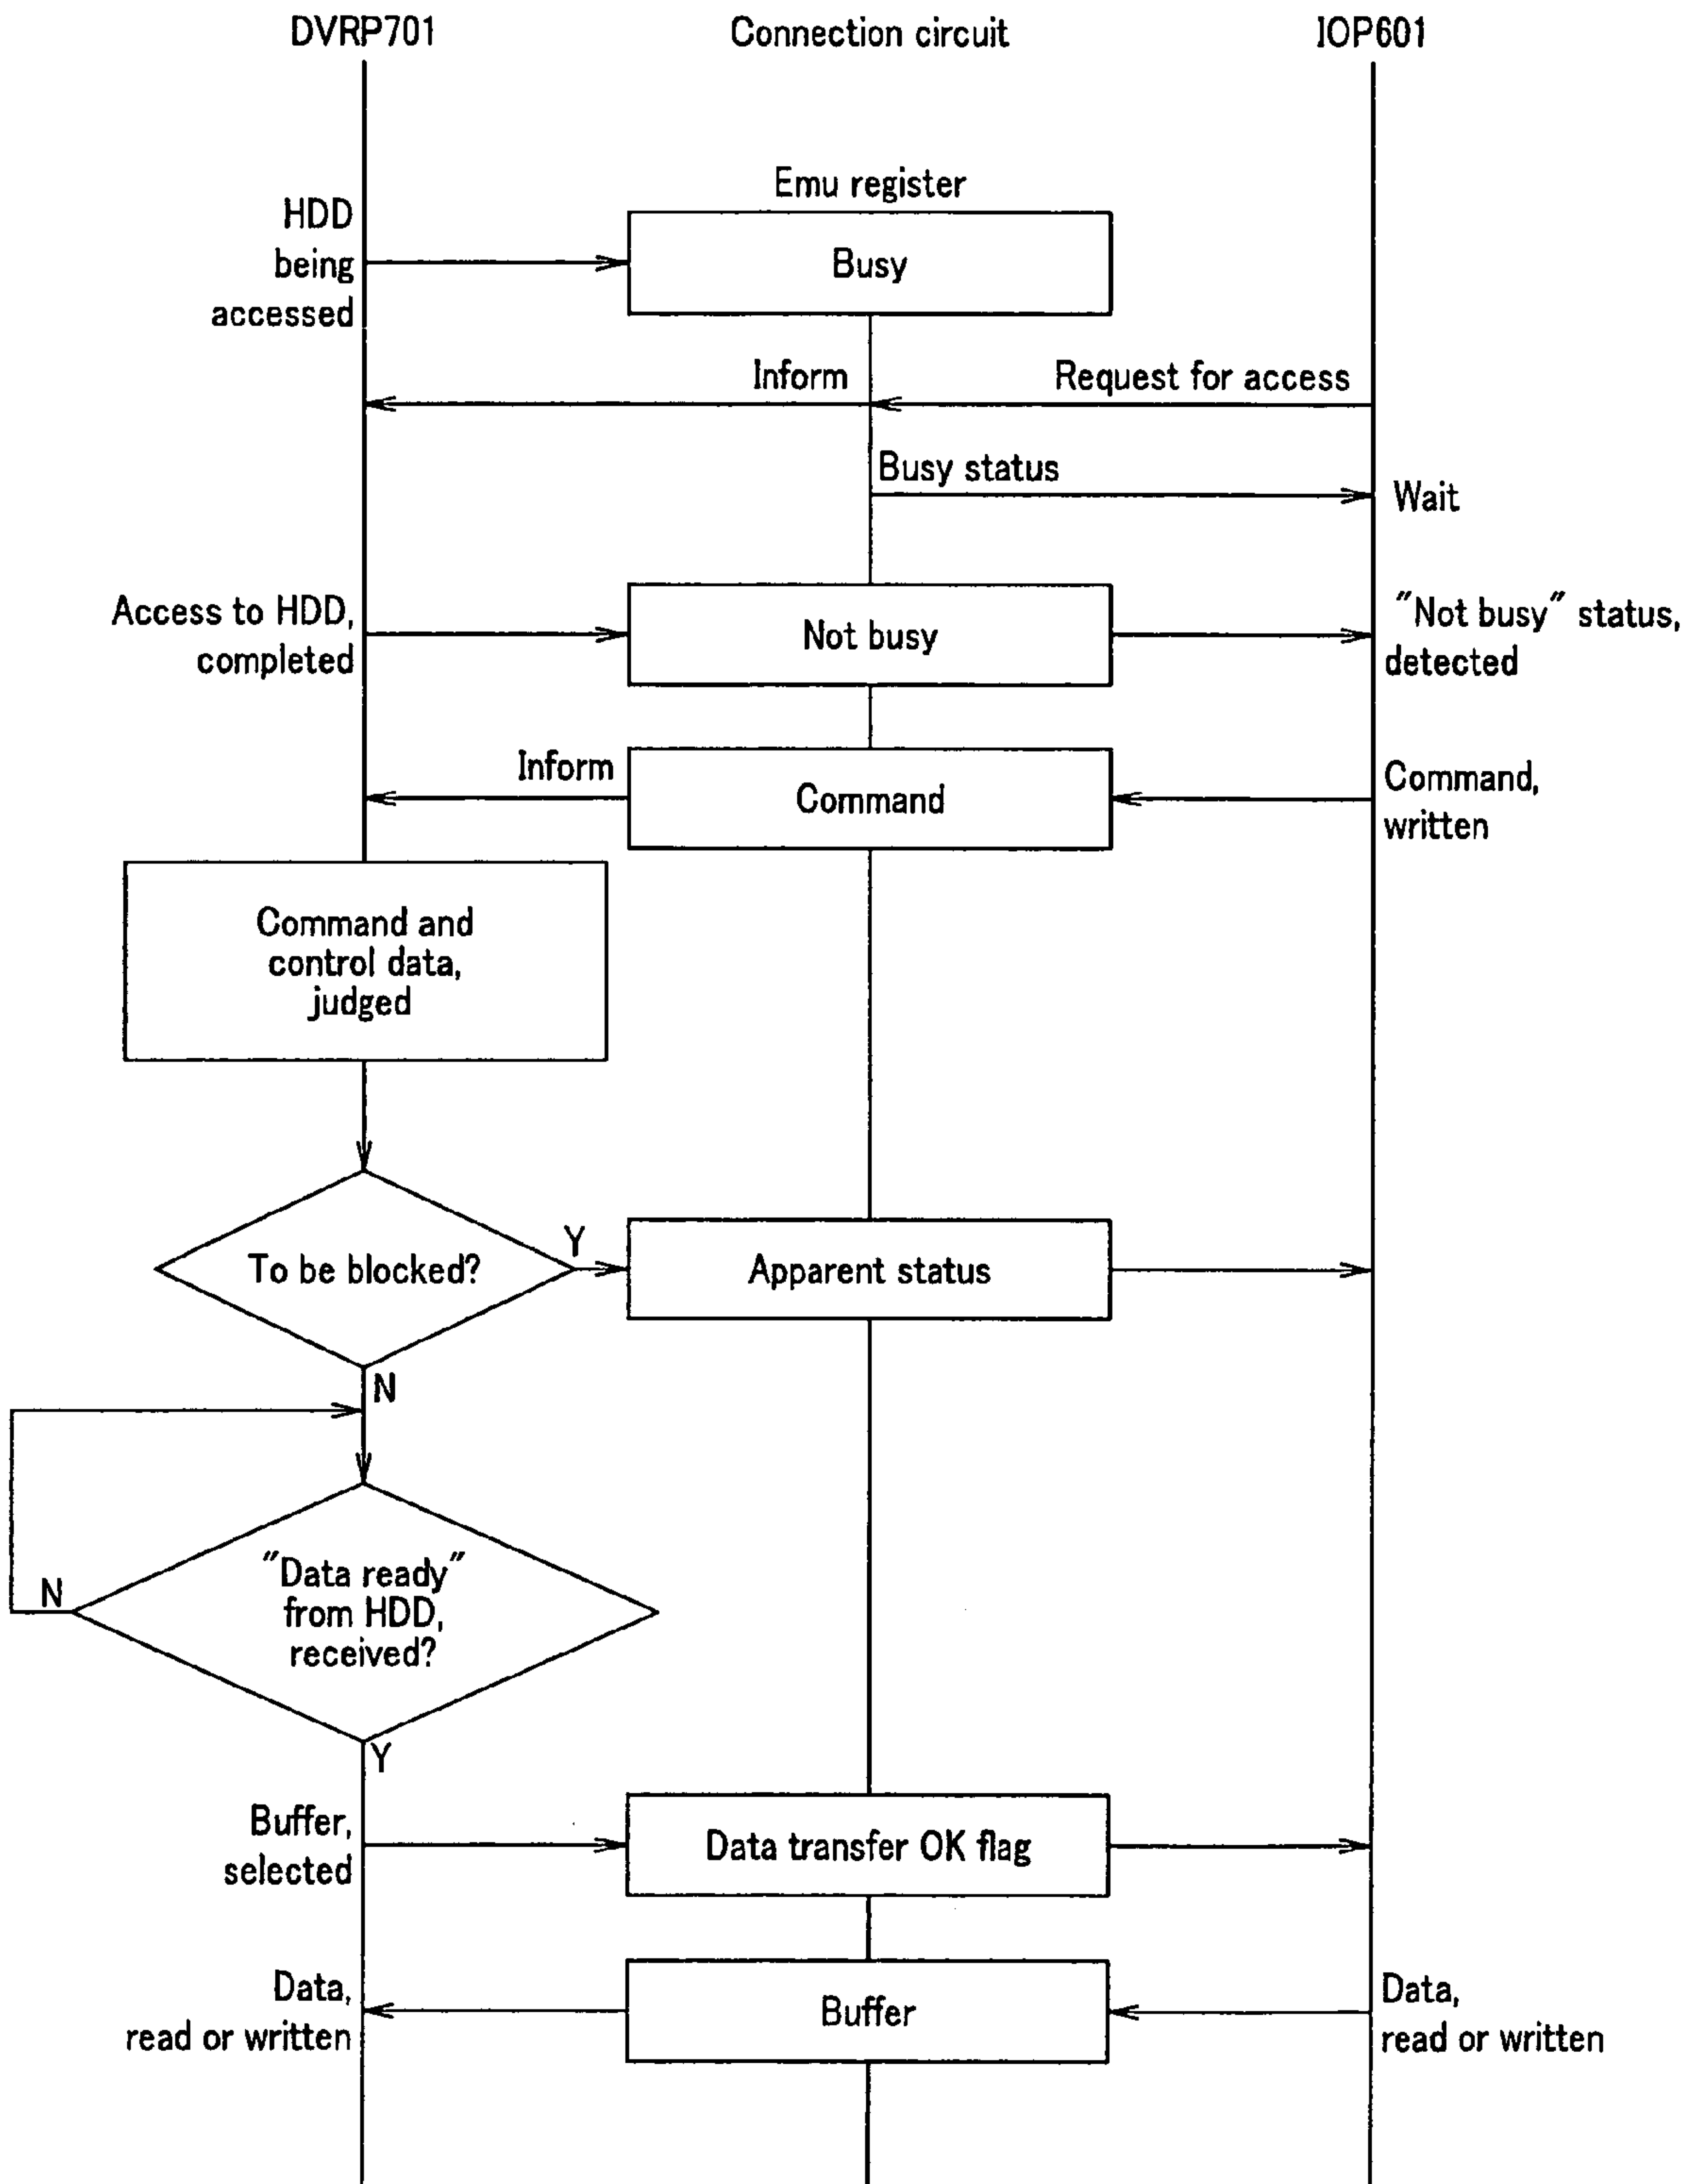 DVRP701
Connection circuit
IOP601
Emu register
HDD
being
accessed
Busy
Inform
Request for access
Busy status
Wait
Access to HDD,
completed
Not busy
"Not busy" status,
detected
Inform
Command
Command,
written
Command and
control data,
judged
To be blocked?
Y
Apparent status
N
"Data ready"
from HDD,
received?
N
Y
Buffer,
selected
Data transfer OK flag
Data,
read or written
Buffer
Data,
read or written